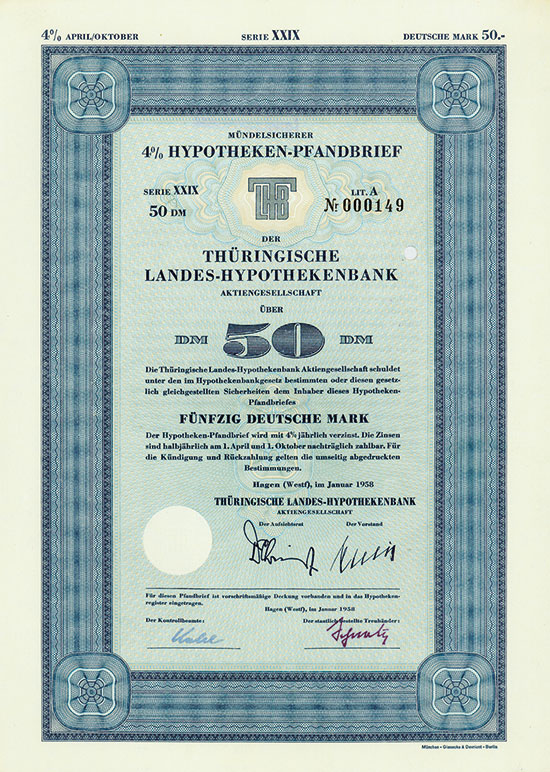 4% APRIL/OKTOBER SERIE XXIX DEUTSCHE MARK 50.-
MÜNDELSICHERER
4% HYPOTHEKEN-PFANDBRIEF
SERIE XXIX LIT. A
50 DM Nr 000149
TLHB
DER
THÜRINGISCHE
LANDES-HYPOTHEKENBANK
AKTIENGESELLSCHAFT
ÜBER
DM 50 DM
Die Thüringische Landes-Hypothekenbank Aktiengesellschaft schuldet
unter den im Hypothekenbankgesetz bestimmten oder diesen gesetz-
lich gleichgestellten Sicherheiten dem Inhaber dieses Hypotheken-
Pfandbriefes
FÜNFZIG DEUTSCHE MARK
Der Hypotheken-Pfandbrief wird mit 4% jährlich verzinst. Die Zinsen
sind halbjährlich am 1. April und 1. Oktober nachträglich zahlbar. Für
die Kündigung und Rückzahlung gelten die umseitig abgedruckten
Bestimmungen.
Hagen (Westf), im Januar 1958
THÜRINGISCHE LANDES-HYPOTHEKENBANK
AKTIENGESELLSCHAFT
Der Aufsichtsrat Der Vorstand
Für diesen Pfandbrief ist vorschriftsmäßige Deckung vorhanden und in das Hypotheken-
register eingetragen.
Hagen (Westf), im Januar 1958
Der Kontrollbeamte: Der staatlich bestellte Treuhänder:
München · Giesecke & Devrient · Berlin